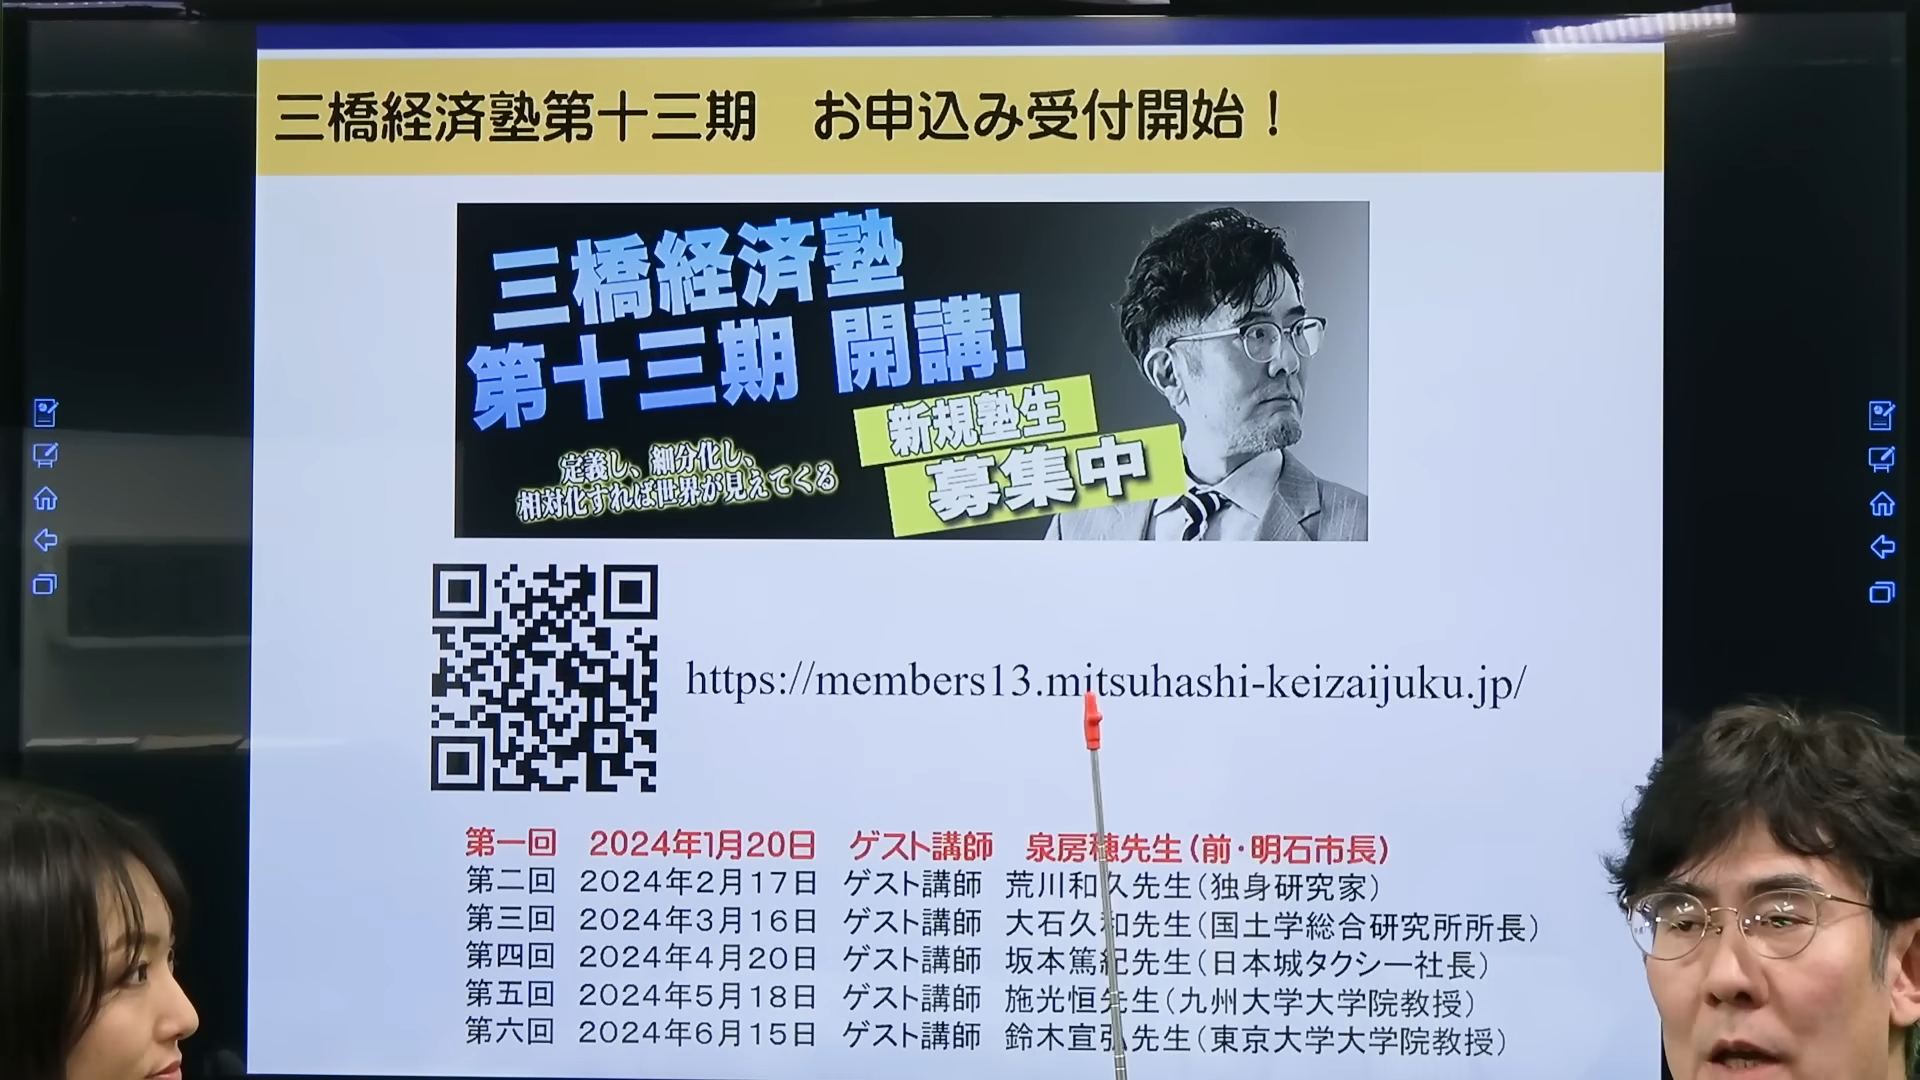 三橋経済塾第十三期 お申込み受付開始！
三橋経済塾
第十三期 開講!
新規塾生
募集中
定義し、細分化し、
相対化すれば世界が見えてくる
https://members13.mitsuhashi-keizaijuku.jp/
第一回 2024年1月20日 ゲスト講師 泉房穂先生(前・明石市長)
第二回 2024年2月17日 ゲスト講師 荒川和久先生(独身研究家)
第三回 2024年3月16日 ゲスト講師 大石久和先生(国土学総合研究所所長)
第四回 2024年4月20日 ゲスト講師 坂本篤紀先生(日本城タクシー社長)
第五回 2024年5月18日 ゲスト講師 施光恒先生(九州大学大学院教授)
第六回 2024年6月15日 ゲスト講師 鈴木宣弘先生(東京大学大学院教授)